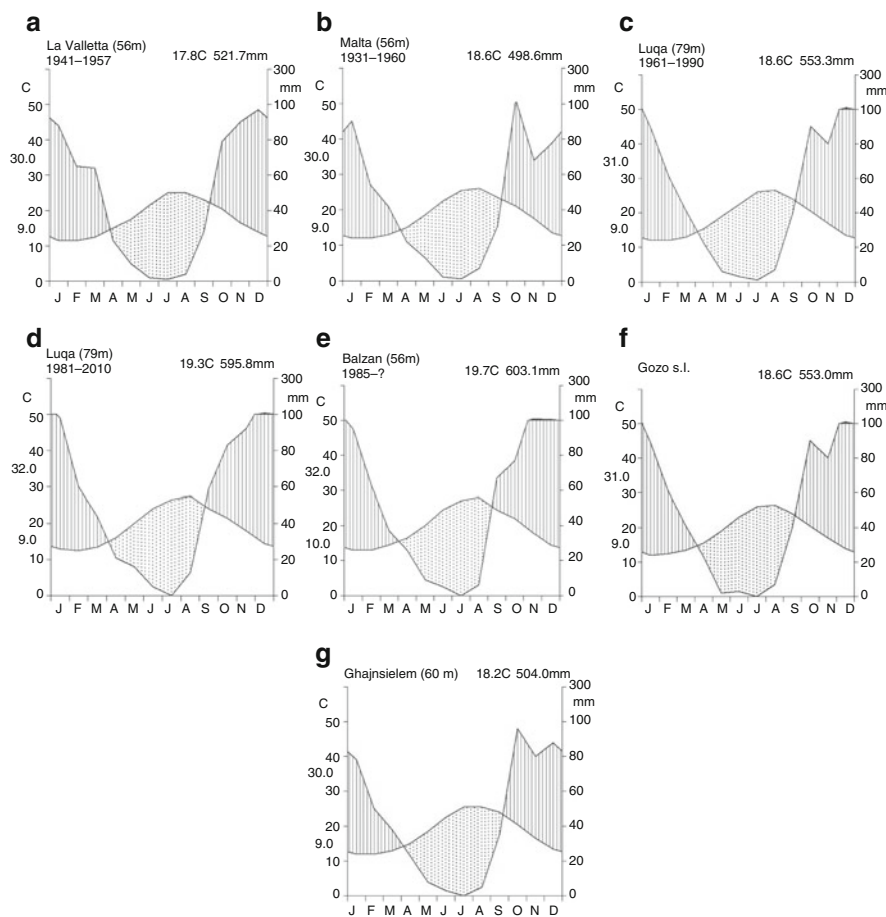 a
La Valletta (56m)
1941–1957
17.8C 521.7mm
C
50
40
30.0
30
20
9.0
10
0
300
mm
100
80
60
40
20
0
J F M A M J J A S O N D
b
Malta (56m)
1931–1960
18.6C 498.6mm
C
50
40
30.0
30
20
9.0
10
0
300
mm
100
80
60
40
20
0
J F M A M J J A S O N D
c
Luqa (79m)
1961–1990
18.6C 553.3mm
C
50
40
31.0
30
20
9.0
10
0
300
mm
100
80
60
40
20
0
J F M A M J J A S O N D
d
Luqa (79m)
1981–2010
19.3C 595.8mm
C
50
40
32.0
30
20
9.0
10
0
300
mm
100
80
60
40
20
0
J F M A M J J A S O N D
e
Balzan (56m)
1985–?
19.7C 603.1mm
C
50
40
32.0
30
20
10.0
10
0
300
mm
100
80
60
40
20
0
J F M A M J J A S O N D
f
Gozo s.l.
18.6C 553.0mm
C
50
40
31.0
30
20
9.0
10
0
300
mm
100
80
60
40
20
0
J F M A M J J A S O N D
g
Ghajnsielem (60 m)
18.2C 504.0mm
C
50
40
30.0
30
20
9.0
10
0
300
mm
100
80
60
40
20
0
J F M A M J J A S O N D